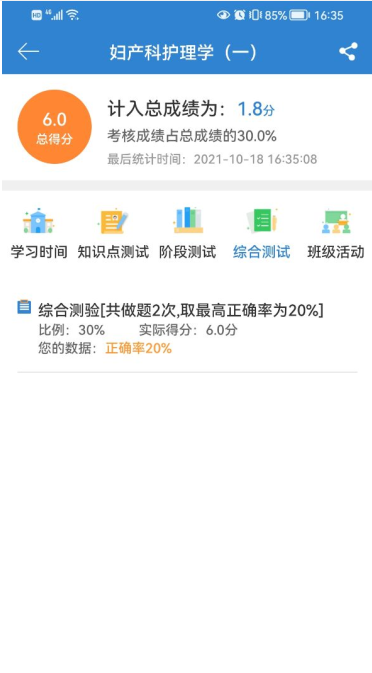 HD 4G 85% 16:35
妇产科护理学（一）
6.0
总得分
计入总成绩为：1.8分
考核成绩占总成绩的30.0%
最后统计时间：2021-10-18 16:35:08
学习时间 知识点测试 阶段测试 综合测试 班级活动
综合测验[共做题2次,取最高正确率为20%]
比例：30% 实际得分：6.0分
您的数据：正确率20%